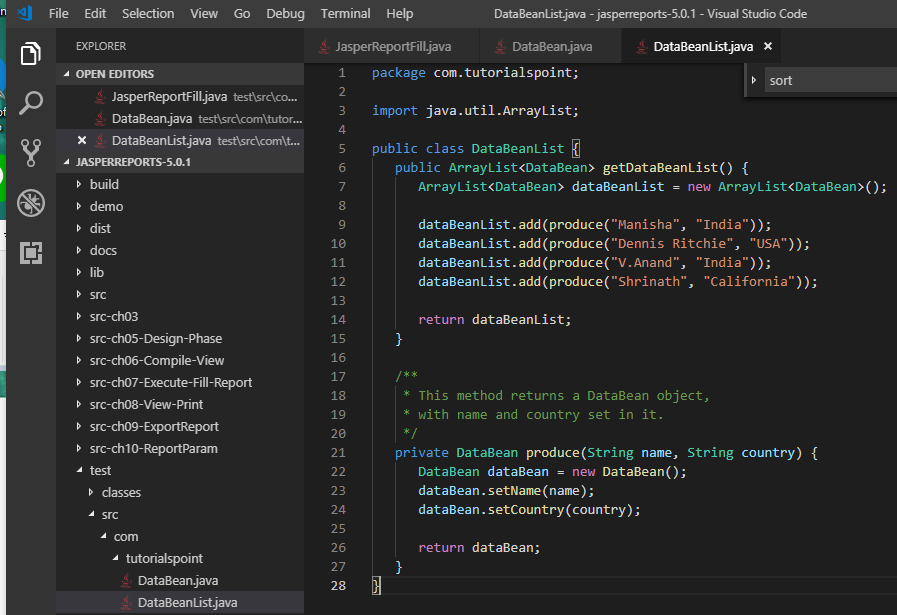 File Edit Selection View Go Debug Terminal Help DataBeanList.java - jasperreports-5.0.1 - Visual Studio Code
EXPLORER
OPEN EDITORS
JasperReportFill.java test\src\co...
DataBean.java test\src\com\tutor...
DataBeanList.java test\src\com\t...
JASPERREPORTS-5.0.1
build
demo
dist
docs
lib
src
src-ch03
src-ch05-Design-Phase
src-ch06-Compile-View
src-ch07-Execute-Fill-Report
src-ch08-View-Print
src-ch09-ExportReport
src-ch10-ReportParam
test
classes
src
com
tutorialspoint
DataBean.java
DataBeanList.java
JasperReportFill.java DataBean.java DataBeanList.java
sort
1 package com.tutorialspoint;
2
3 import java.util.ArrayList;
4
5 public class DataBeanList {
6 public ArrayList<DataBean> getDataBeanList() {
7 ArrayList<DataBean> dataBeanList = new ArrayList<DataBean>();
8
9 dataBeanList.add(produce("Manisha", "India"));
10 dataBeanList.add(produce("Dennis Ritchie", "USA"));
11 dataBeanList.add(produce("V.Anand", "India"));
12 dataBeanList.add(produce("Shrinath", "California"));
13
14 return dataBeanList;
15 }
16
17 /**
18 * This method returns a DataBean object,
19 * with name and country set in it.
20 */
21 private DataBean produce(String name, String country) {
22 DataBean dataBean = new DataBean();
23 dataBean.setName(name);
24 dataBean.setCountry(country);
25
26 return dataBean;
27 }
28 }